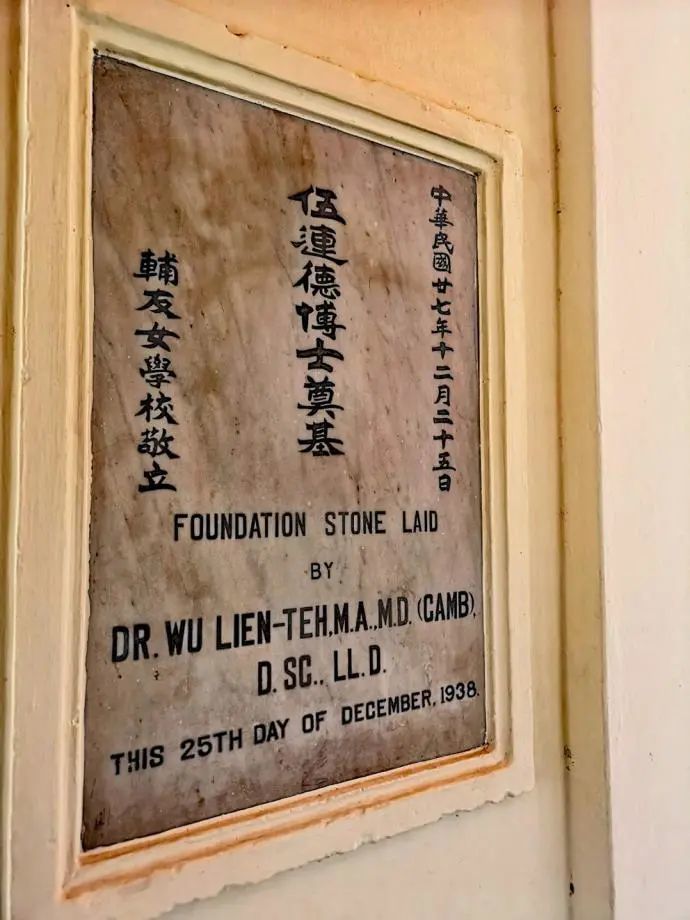 中華民國廿七年十二月二十五日
伍連德博士奠基
輔友女學校敬立
FOUNDATION STONE LAID
BY
DR. WU LIEN-TEH, M.A., M.D. (CAMB),
D. SC., LL. D.
THIS 25TH DAY OF DECEMBER, 1938.